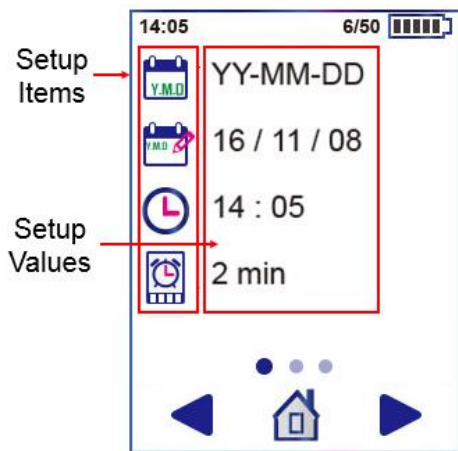 14:05 6/50
Setup
Items
Y.M.D
YY-MM-DD
Y.M.D
16 / 11 / 08
14 : 05
Setup
Values
2 min